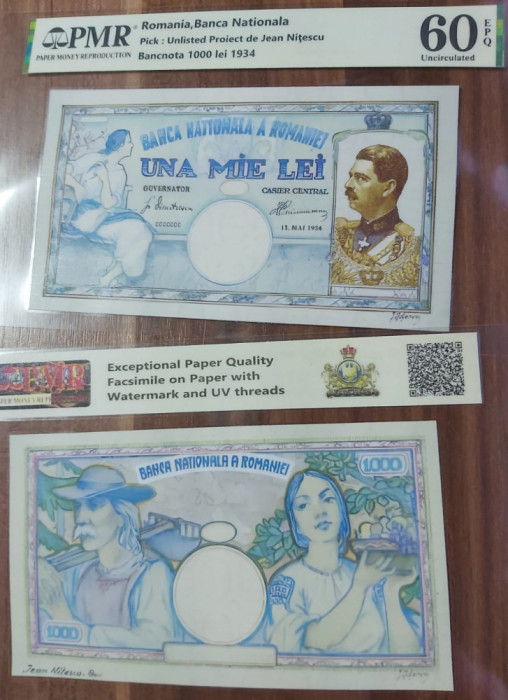 PMR
PAPER MONEY REPRODUCTION
Romania,Banca Nationala
Pick : Unlisted Proiect de Jean Nițescu
Bancnota 1000 lei 1934
60
EPQ
Uncirculated
BANCA NATIONALA A ROMANIEI
UNA MIE LEI
GUVERNATOR
CASIER CENTRAL
0000000
11. MAI 1934
PMR
Exceptional Paper Quality
Facsimile on Paper with
Watermark and UV threads
BANCA NATIONALA A ROMANIEI
1000
1000
Jean Nitescu